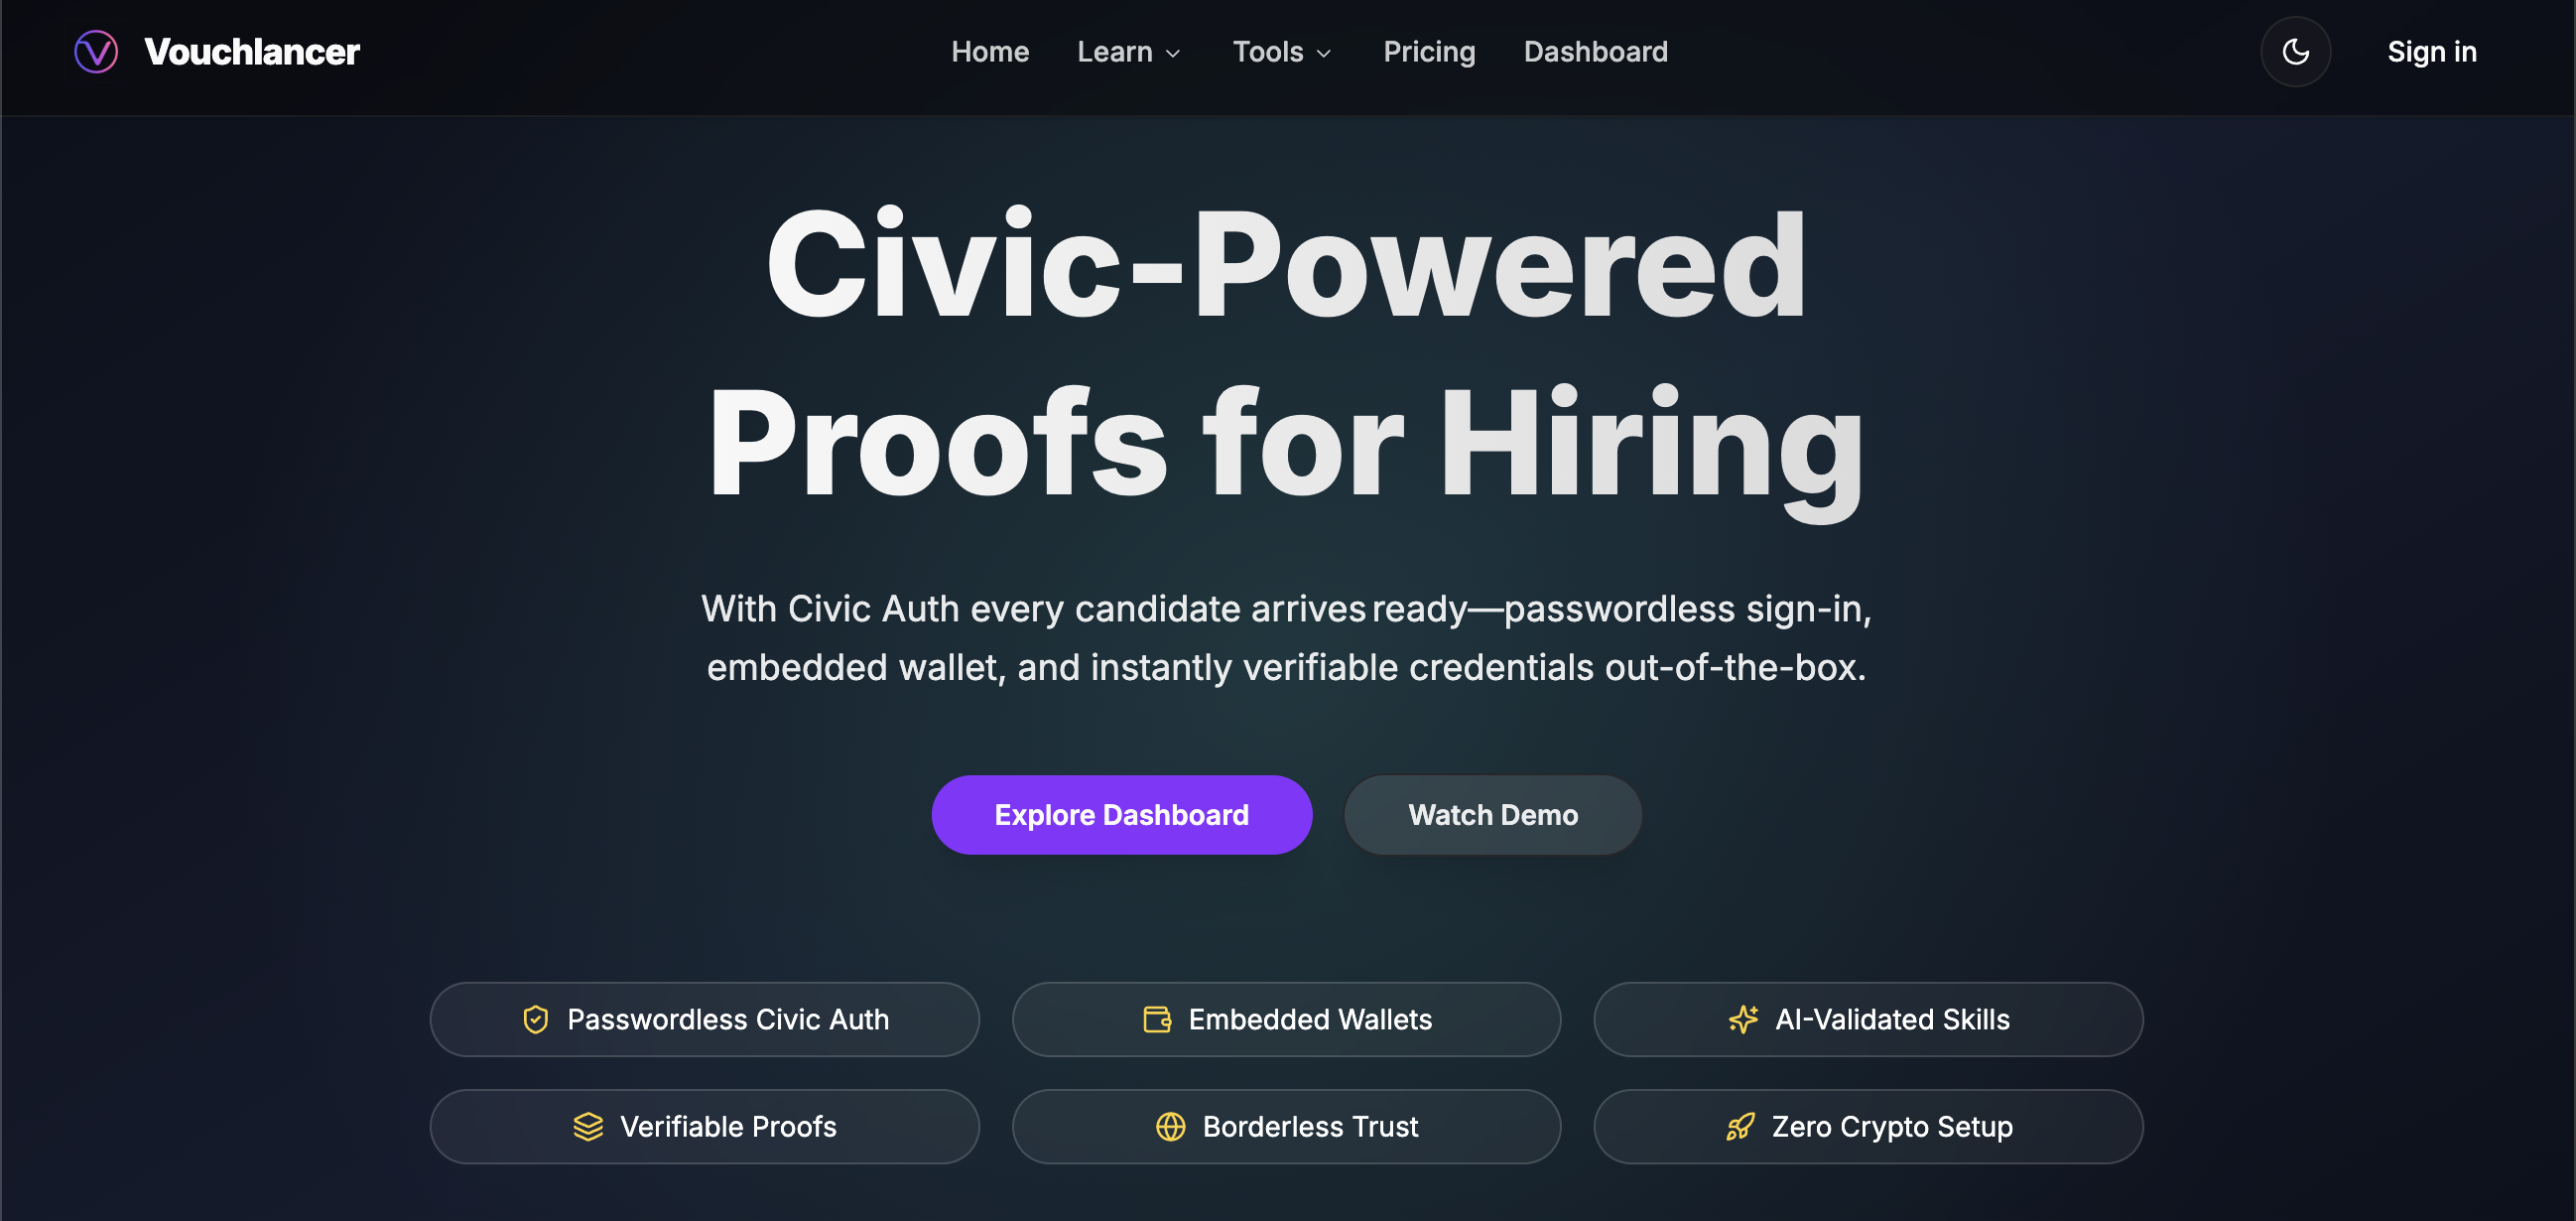 Vouchlancer
Home Learn Tools Pricing Dashboard
Sign in
Civic-Powered
Proofs for Hiring
With Civic Auth every candidate arrives ready—passwordless sign-in,
embedded wallet, and instantly verifiable credentials out-of-the-box.
Explore Dashboard
Watch Demo
Passwordless Civic Auth
Embedded Wallets
AI-Validated Skills
Verifiable Proofs
Borderless Trust
Zero Crypto Setup